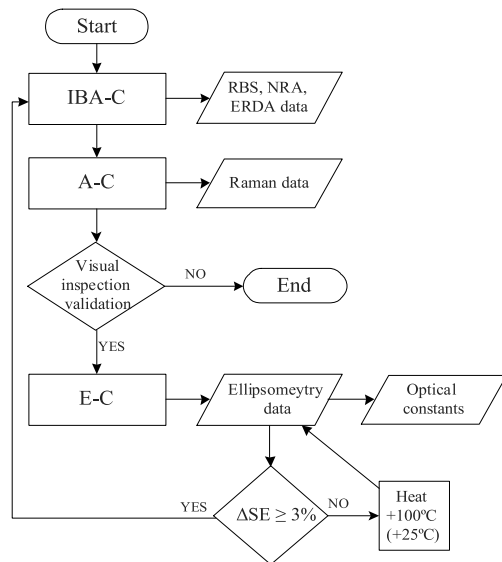 Start
IBA-C
RBS, NRA,
ERDA data
A-C
Raman data
Visual
inspection
validation
NO
End
YES
E-C
Ellipsomeytry
data
Optical
constants
YES
ΔSE ≥ 3%
NO
Heat
+100ºC
(+25ºC)